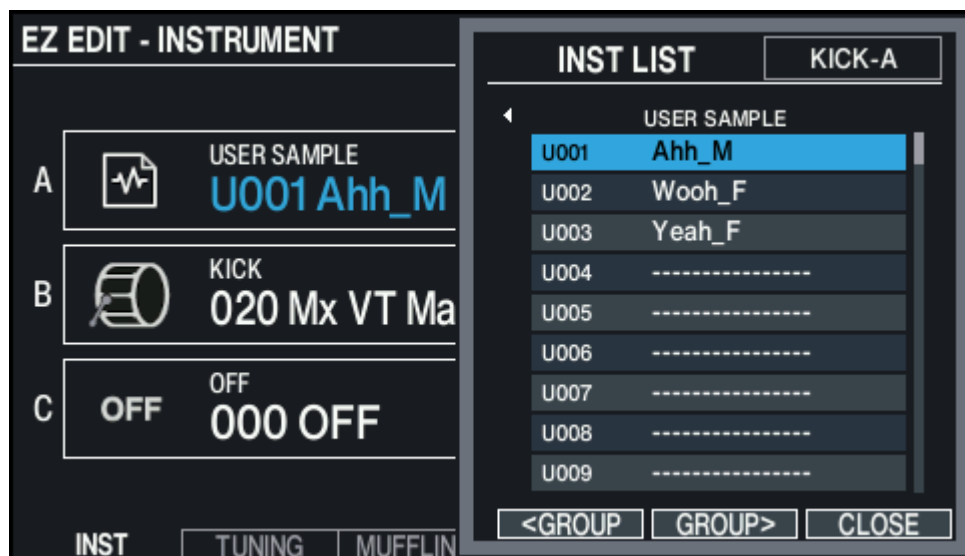 EZ EDIT - INSTRUMENT
A
USER SAMPLE
U001 Ahh_M
B
KICK
020 Mx VT Ma
C
OFF
OFF
000 OFF
INST TUNING MUFFLIN
INST LIST KICK-A
USER SAMPLE
U001 Ahh_M
U002 Wooh_F
U003 Yeah_F
U004 ----------------
U005 ----------------
U006 ----------------
U007 ----------------
U008 ----------------
U009 ----------------
<GROUP GROUP> CLOSE